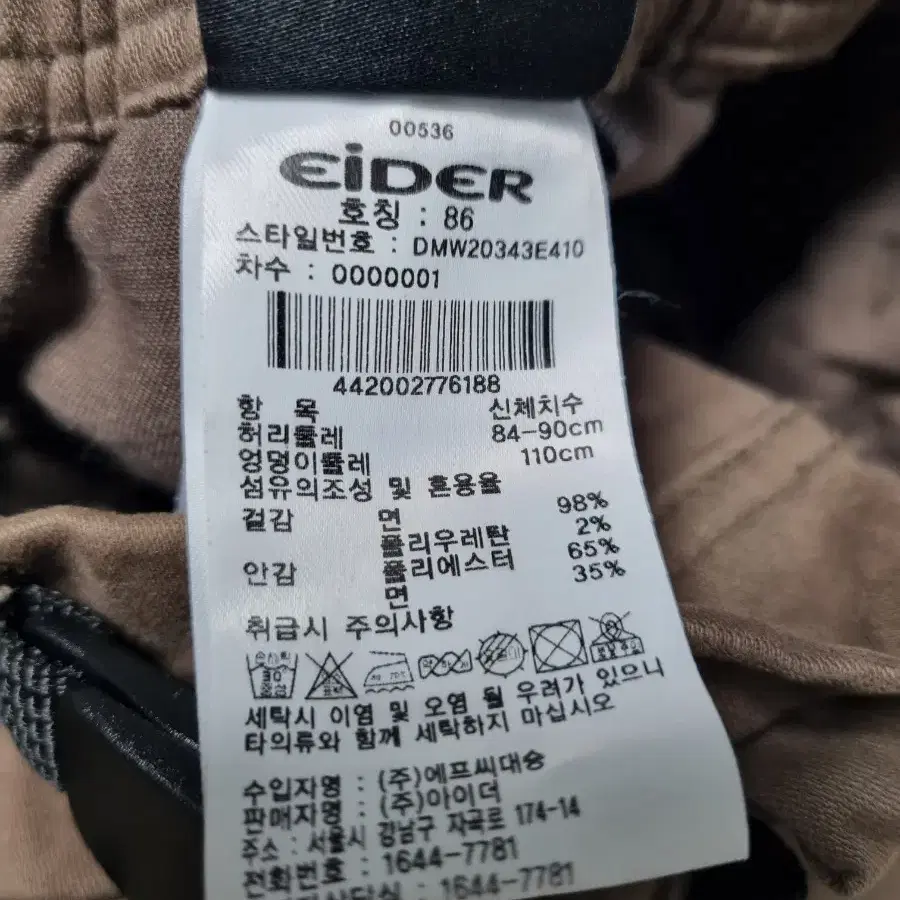 00536
EiDER
호칭 : 86
스타일번호 : DMW20343E410
차수 : 0000001
442002776188
항 목 신체치수
허리둘레 84-90cm
엉덩이둘레 110cm
섬유의조성 및 혼용율
겉감 면 98%
폴리우레탄 2%
안감 폴리에스터 65%
면 35%
취급시 주의사항
세탁시 이염 및 오염 될 우려가 있으니
타의류와 함께 세탁하지 마십시오
수입자명 : (주)에프씨대승
판매자명 : (주)아이더
주소 : 서울시 강남구 자곡로 174-14
전화번호 : 1644-7781
: 1644-7781